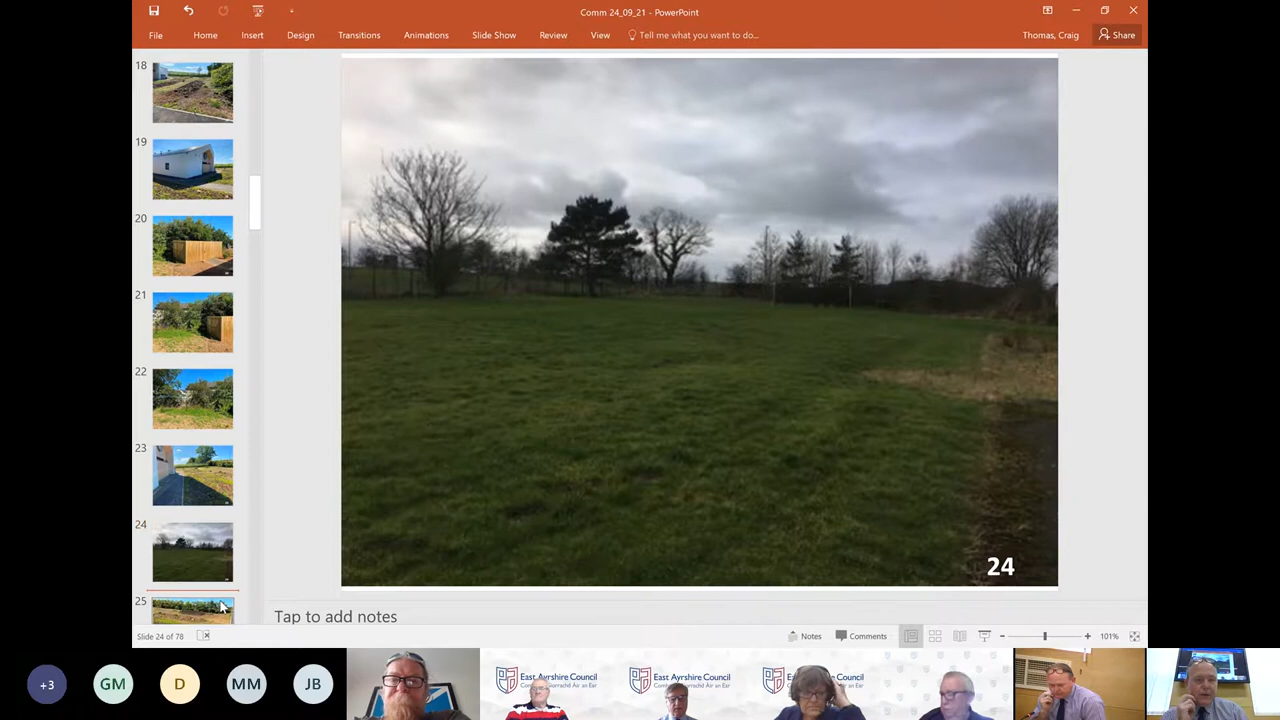 Comm 24_09_21 - PowerPoint
File Home Insert Design Transitions Animations Slide Show Review View Tell me what you want to do... Thomas, Craig Share
18
19
20
21
22
23
24
25
24
Tap to add notes
Slide 24 of 78 Notes Comments 101%
+3 GM D MM JB
East Ayrshire Council
East Ayrshire Council
East Ayrshire Council